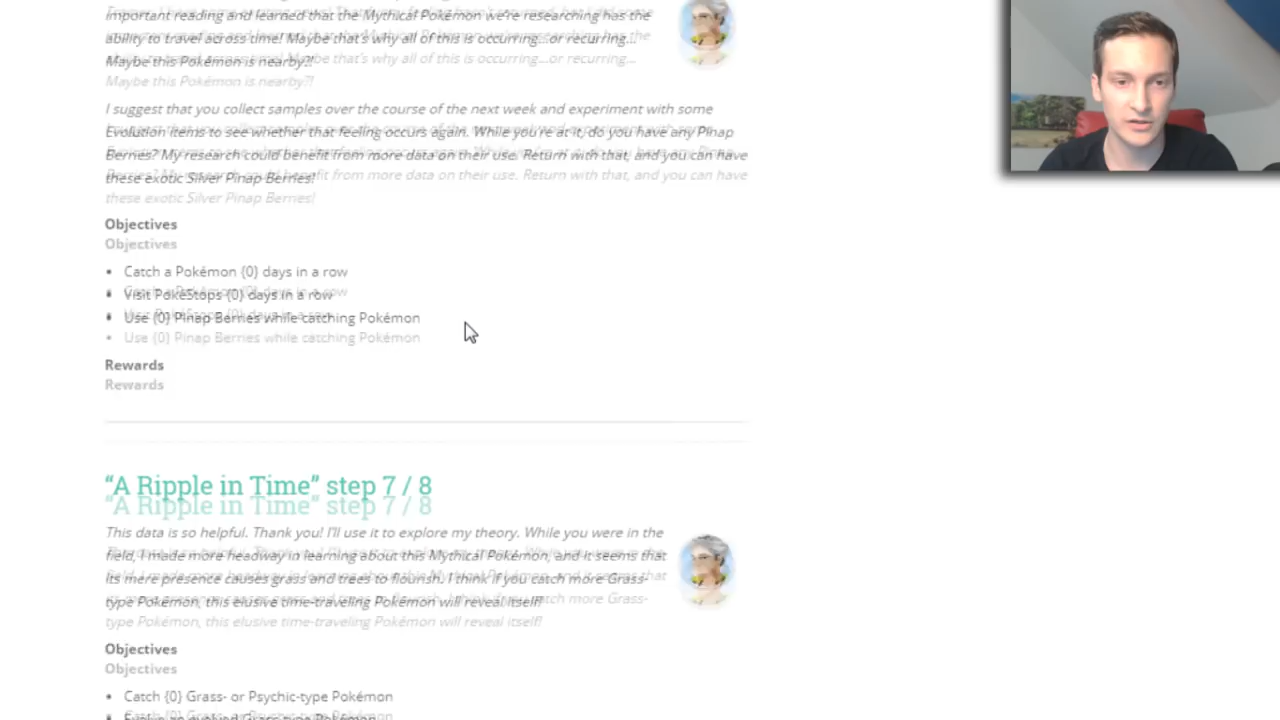 important reading and learned that the Mythical Pokémon we're researching has the
ability to travel across time! Maybe that's why all of this is occurring...or recurring...
Maybe this Pokémon is nearby?!
I suggest that you collect samples over the course of the next week and experiment with some
Evolution items to see whether that feeling occurs again. While you're at it, do you have any Pinap
Berries? My research could benefit from more data on their use. Return with that, and you can have
these exotic Silver Pinap Berries!
Objectives
• Catch a Pokémon {0} days in a row
• Visit PokéStops {0} days in a row
• Use {0} Pinap Berries while catching Pokémon
Rewards
“A Ripple in Time” step 7 / 8
This data is so helpful. Thank you! I'll use it to explore my theory. While you were in the
field, I made more headway in learning about this Mythical Pokémon, and it seems that
its mere presence causes grass and trees to flourish. I think if you catch more Grass-
type Pokémon, this elusive time-traveling Pokémon will reveal itself!
Objectives
• Catch {0} Grass- or Psychic-type Pokémon
• Evolve an evolved Grass-type Pokémon